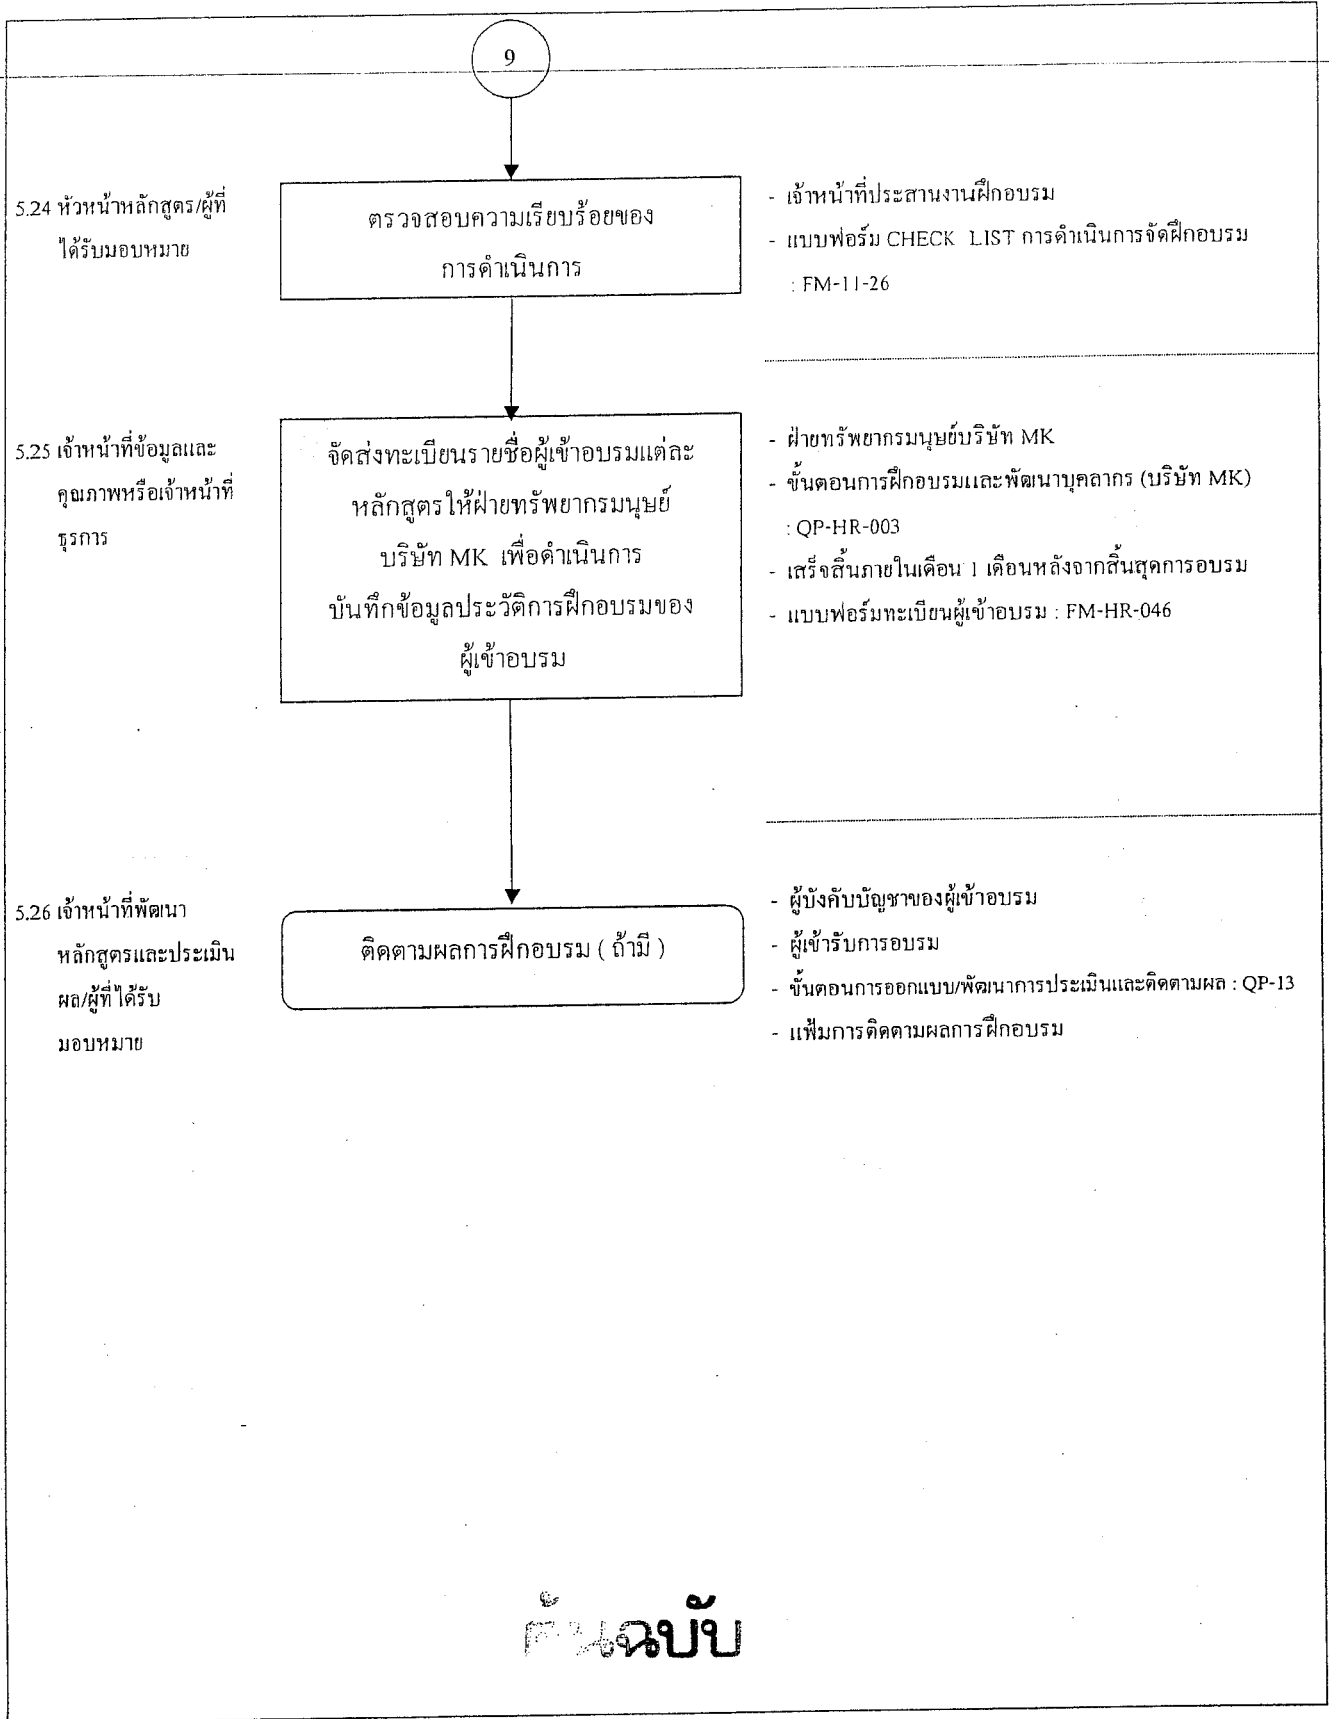 9
5.24 หัวหน้าหลักสูตร/ผู้ที่
ได้รับมอบหมาย
ตรวจสอบความเรียบร้อยของ
การดำเนินการ
- เจ้าหน้าที่ประสานงานฝึกอบรม
- แบบฟอร์ม CHECK LIST การดำเนินการจัดฝึกอบรม
: FM-11-26
5.25 เจ้าหน้าที่ข้อมูลและ
คุณภาพหรือเจ้าหน้าที่
ธุรการ
จัดส่งทะเบียนรายชื่อผู้เข้าอบรมแต่ละ
หลักสูตรให้ฝ่ายทรัพยากรมนุษย์
บริษัท MK เพื่อดำเนินการ
บันทึกข้อมูลประวัติการฝึกอบรมของ
ผู้เข้าอบรม
- ฝ่ายทรัพยากรมนุษย์บริษัท MK
- ขั้นตอนการฝึกอบรมและพัฒนาบุคลากร (บริษัท MK)
: QP-HR-003
- เสร็จสิ้นภายในเดือน 1 เดือนหลังจากสิ้นสุดการอบรม
- แบบฟอร์มทะเบียนผู้เข้าอบรม : FM-HR-046
5.26 เจ้าหน้าที่พัฒนา
หลักสูตรและประเมิน
ผล/ผู้ที่ได้รับ
มอบหมาย
ติดตามผลการฝึกอบรม ( ถ้ามี )
- ผู้บังคับบัญชาของผู้เข้าอบรม
- ผู้เข้ารับการอบรม
- ขั้นตอนการออกแบบ/พัฒนาการประเมินและติดตามผล : QP-13
- แฟ้มการติดตามผลการฝึกอบรม
ต้นฉบับ